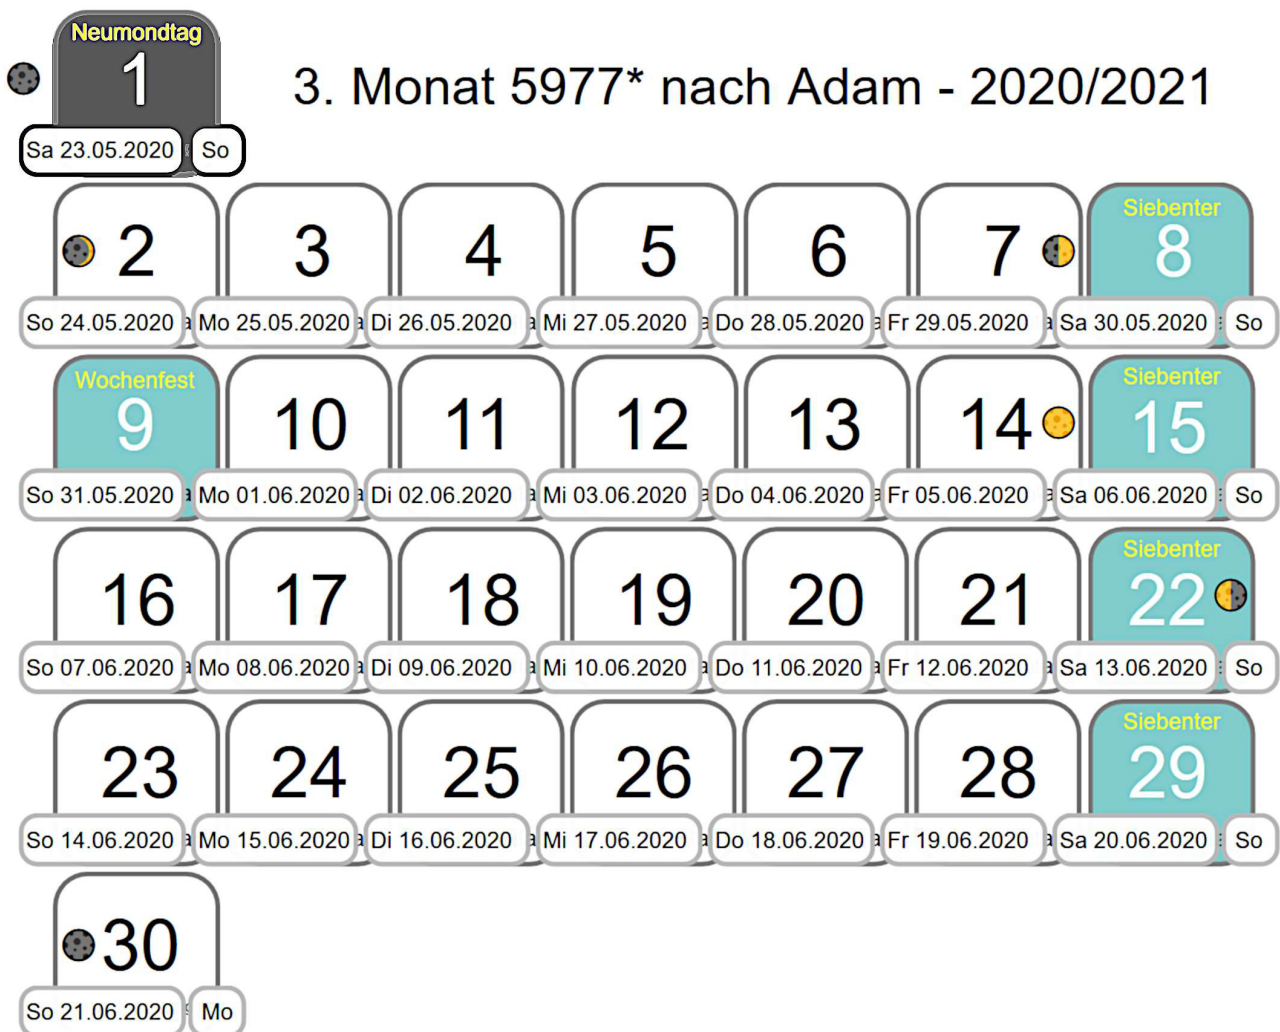 Neumondtag
1
3. Monat 5977* nach Adam - 2020/2021
Sa 23.05.2020 So
2 3 4 5 6 7 Siebenter 8
So 24.05.2020 Mo 25.05.2020 Di 26.05.2020 Mi 27.05.2020 Do 28.05.2020 Fr 29.05.2020 Sa 30.05.2020 So
Wochenfest Siebenter
9 10 11 12 13 14 15
So 31.05.2020 Mo 01.06.2020 Di 02.06.2020 Mi 03.06.2020 Do 04.06.2020 Fr 05.06.2020 Sa 06.06.2020 So
Siebenter
16 17 18 19 20 21 22
So 07.06.2020 Mo 08.06.2020 Di 09.06.2020 Mi 10.06.2020 Do 11.06.2020 Fr 12.06.2020 Sa 13.06.2020 So
Siebenter
23 24 25 26 27 28 29
So 14.06.2020 Mo 15.06.2020 Di 16.06.2020 Mi 17.06.2020 Do 18.06.2020 Fr 19.06.2020 Sa 20.06.2020 So
30
So 21.06.2020 Mo